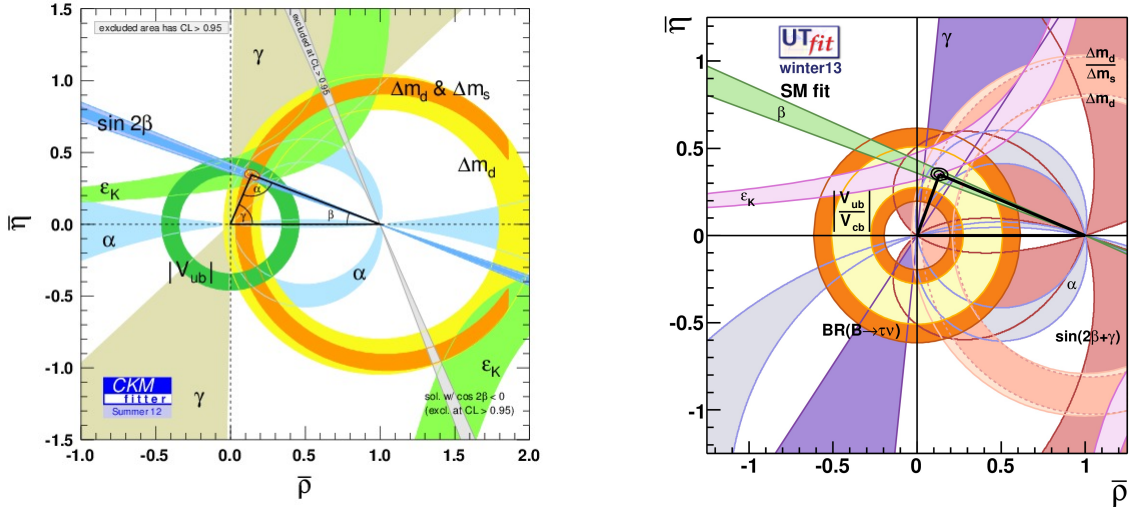 excluded area has CL > 0.95
excluded at CL > 0.95
γ
Δm_d & Δm_s
sin 2β
Δm_d
ε_K
α
α
γ
β
α
|V_ub|
ε_K
γ
CKM
fitter
Summer 12
sol. w/ cos 2β < 0
(excl. at CL > 0.95)
1.5
1.0
0.5
0.0
-0.5
-1.0
-1.5
η̅
-1.0 -0.5 0.0 0.5 1.0 1.5 2.0
ρ̅
η̅
UTfit
winter13
SM fit
γ
Δm_d
Δm_s
Δm_d
β
ε_K
|V_ub|
|V_cb|
α
BR(B→τν)
sin(2β+γ)
1
0.5
0
-0.5
-1
-1 -0.5 0 0.5 1
ρ̅